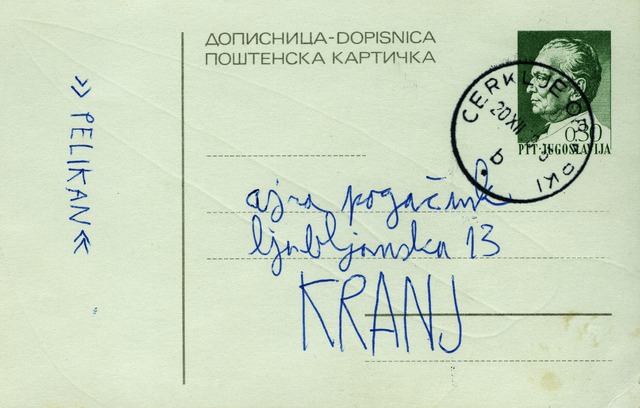 ДОПИСНИЦА-DOPISNICA
ПОШТЕНСКА КАРТИЧКА
0.30
PTT-JUGOSLAVIJA
CERKLJE
20 XII
b
»PELIKAN«
ajra pogačnik
ljubljanska 13
KRANJ